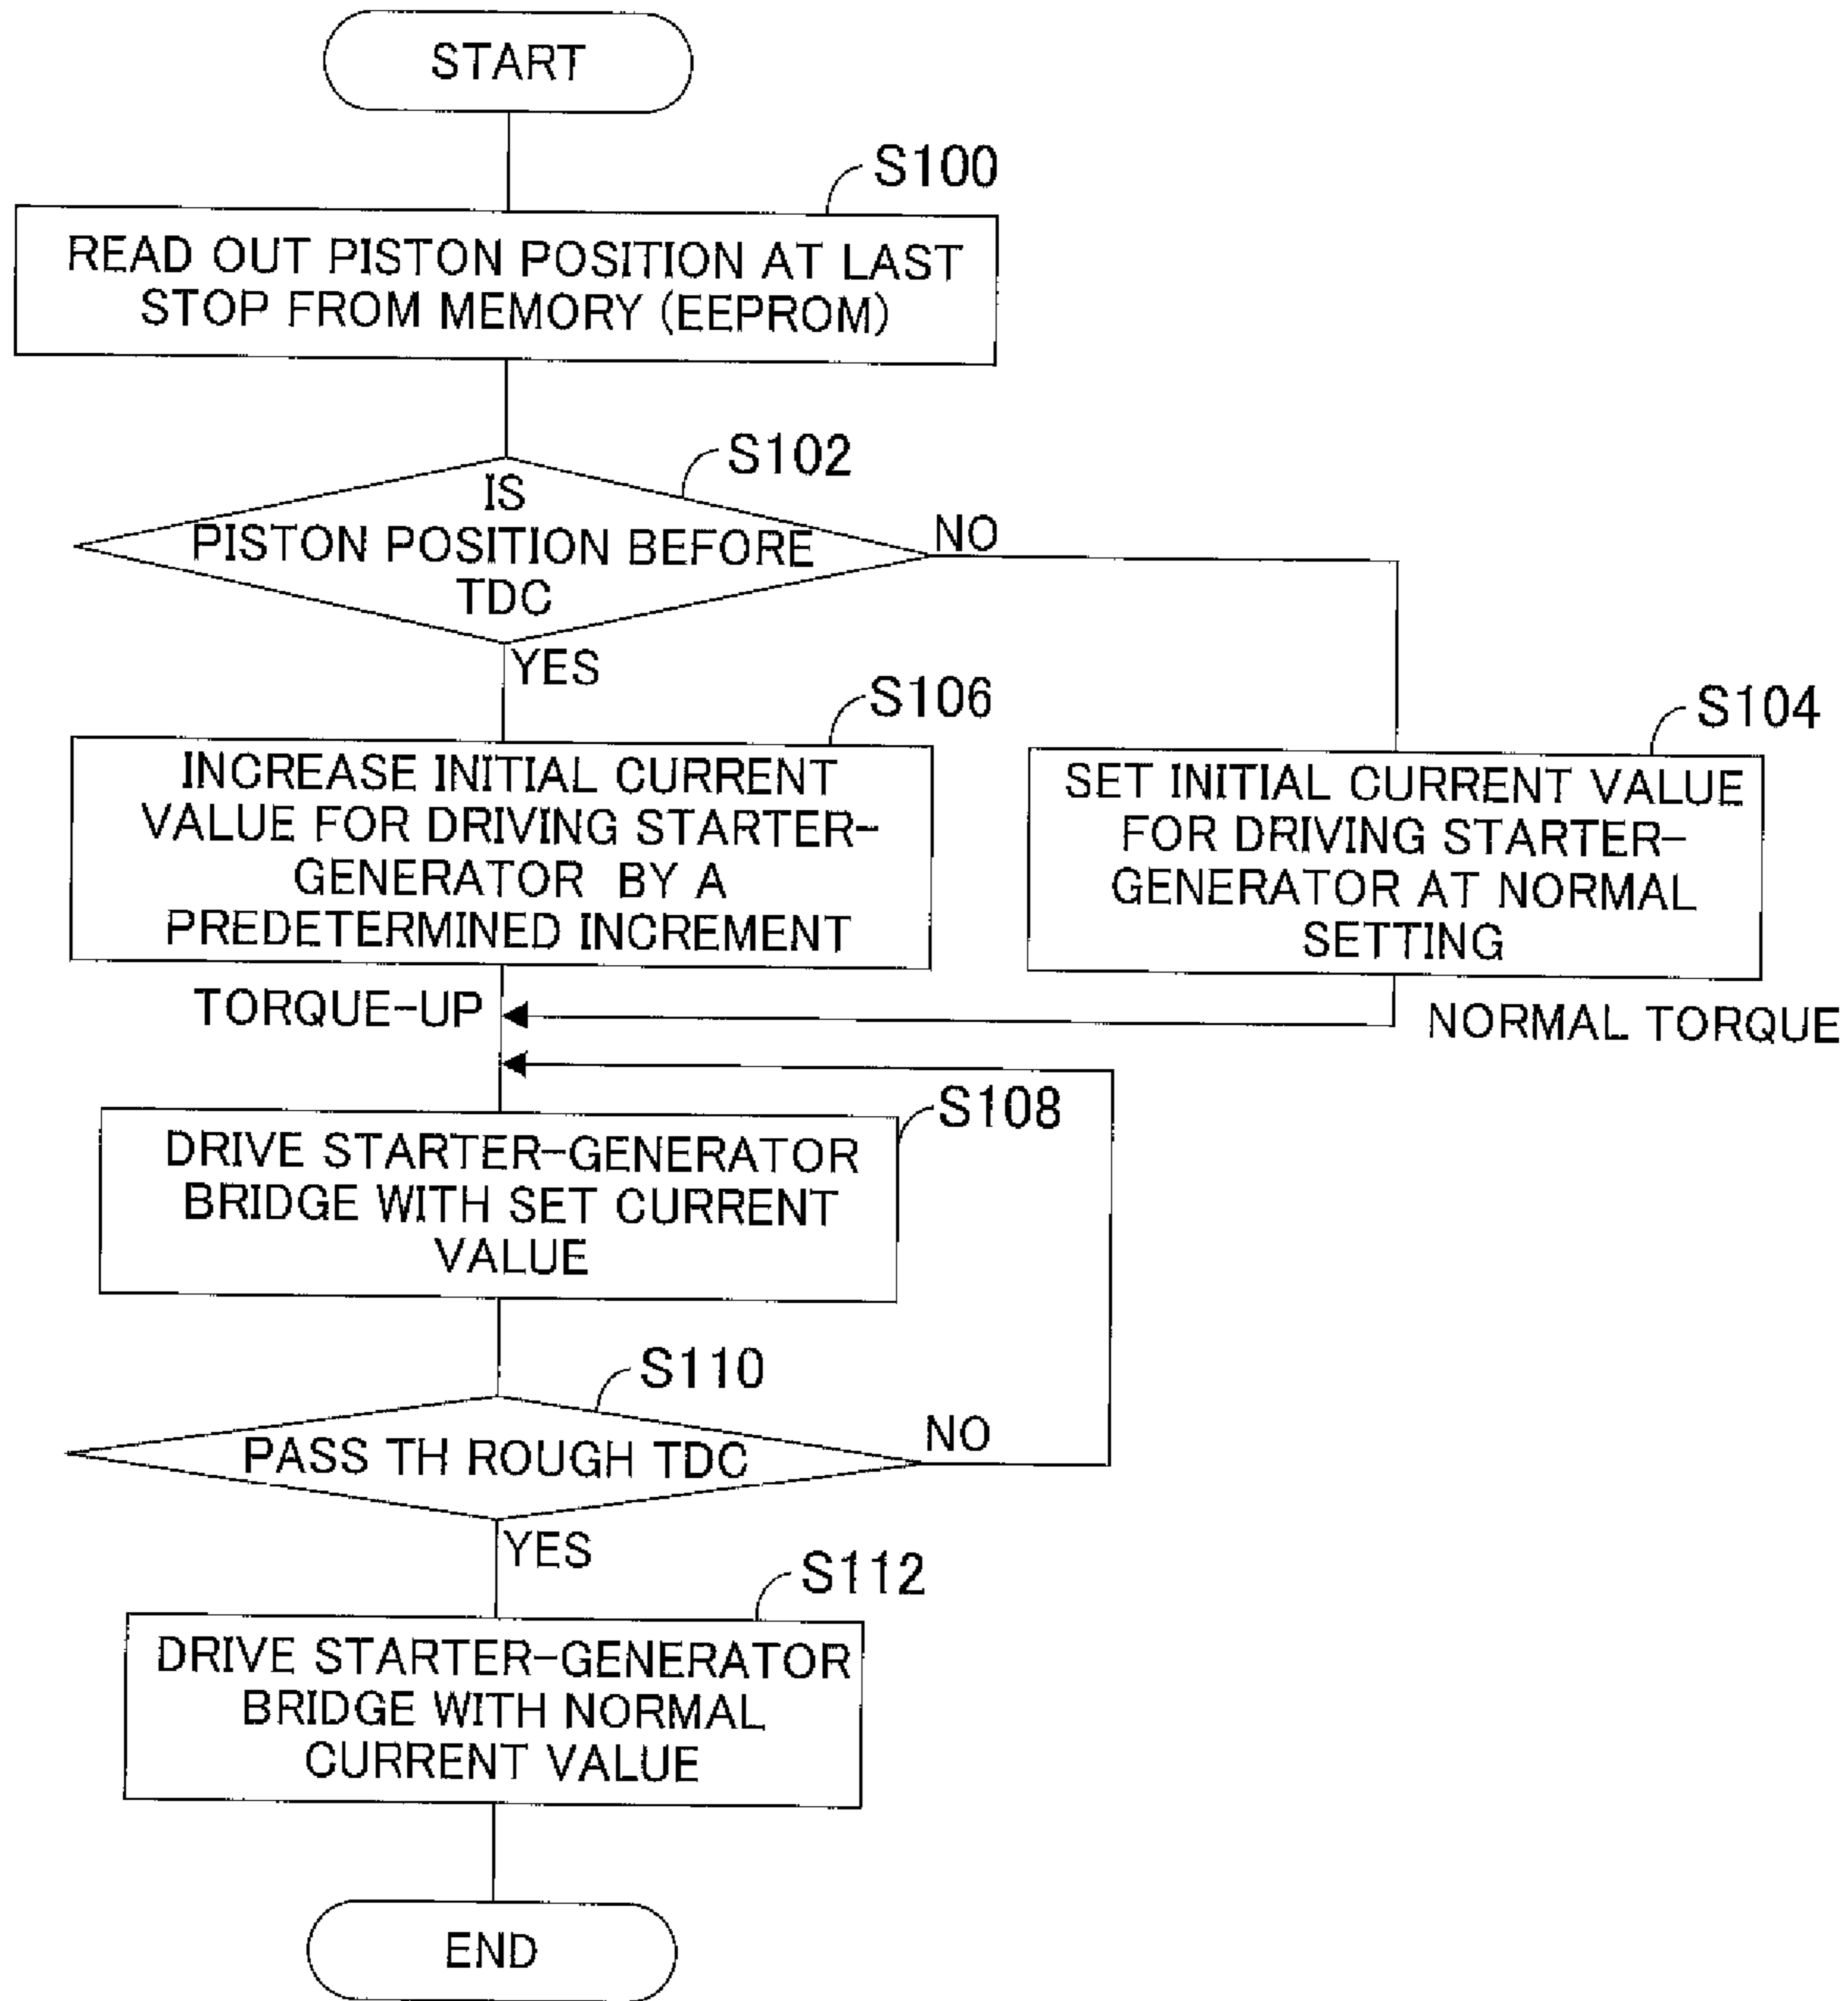 START
S100
READ OUT PISTON POSITION AT LAST
STOP FROM MEMORY (EEPROM)
S102
IS
PISTON POSITION BEFORE
TDC
NO
YES
S106
INCREASE INITIAL CURRENT
VALUE FOR DRIVING STARTER-
GENERATOR BY A
PREDETERMINED INCREMENT
S104
SET INITIAL CURRENT VALUE
FOR DRIVING STARTER-
GENERATOR AT NORMAL
SETTING
TORQUE-UP
NORMAL TORQUE
S108
DRIVE STARTER-GENERATOR
BRIDGE WITH SET CURRENT
VALUE
S110
PASS TH ROUGH TDC
NO
YES
S112
DRIVE STARTER-GENERATOR
BRIDGE WITH NORMAL
CURRENT VALUE
END